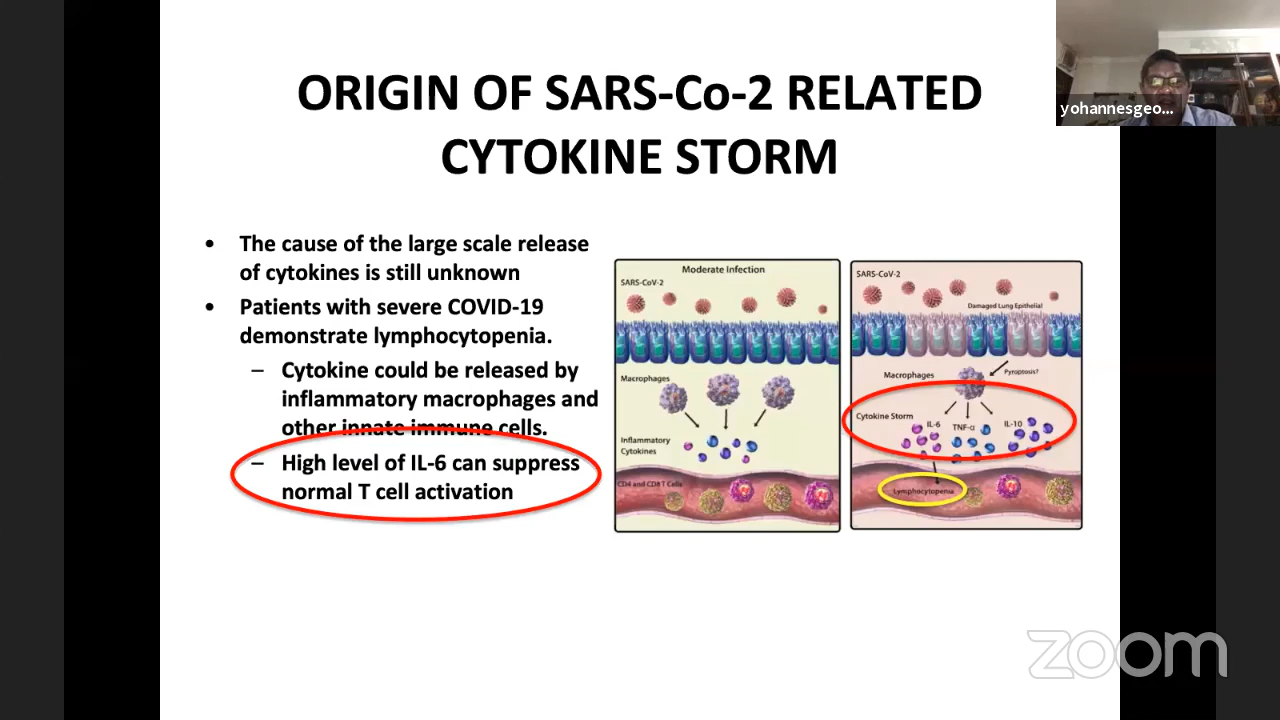 ORIGIN OF SARS-Co-2 RELATED
CYTOKINE STORM
yohannesgeo...
• The cause of the large scale release
of cytokines is still unknown
• Patients with severe COVID-19
demonstrate lymphocytopenia.
– Cytokine could be released by
inflammatory macrophages and
other innate immune cells.
– High level of IL-6 can suppress
normal T cell activation
Moderate Infection
SARS-CoV-2
Macrophages
Inflammatory
Cytokines
CD4 and CD8 T Cells
SARS-CoV-2
Damaged Lung Epithelial
Macrophages
Pyroptosis?
Cytokine Storm
IL-6 TNF-α IL-10
Lymphocytopenia
zoom